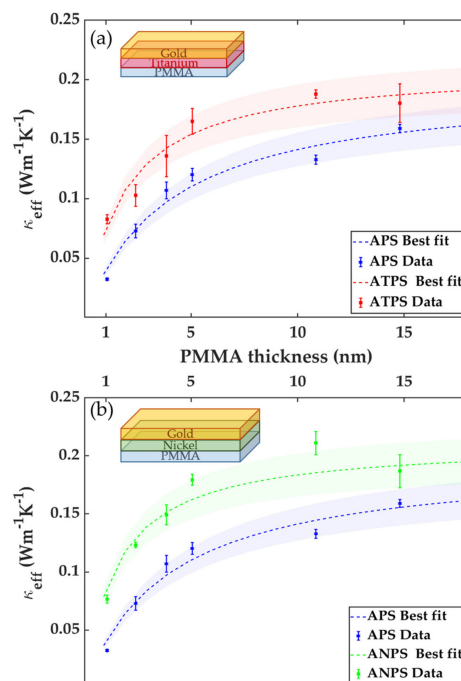 (a)
0.25
0.2
0.15
0.1
0.05
κeff (Wm⁻¹K⁻¹)
Gold
Titanium
PMMA
APS Best fit
APS Data
ATPS Best fit
ATPS Data
1 5 10 15
PMMA thickness (nm)
1 5 10 15
(b)
0.25
0.2
0.15
0.1
0.05
κeff (Wm⁻¹K⁻¹)
Gold
Nickel
PMMA
APS Best fit
APS Data
ANPS Best fit
ANPS Data